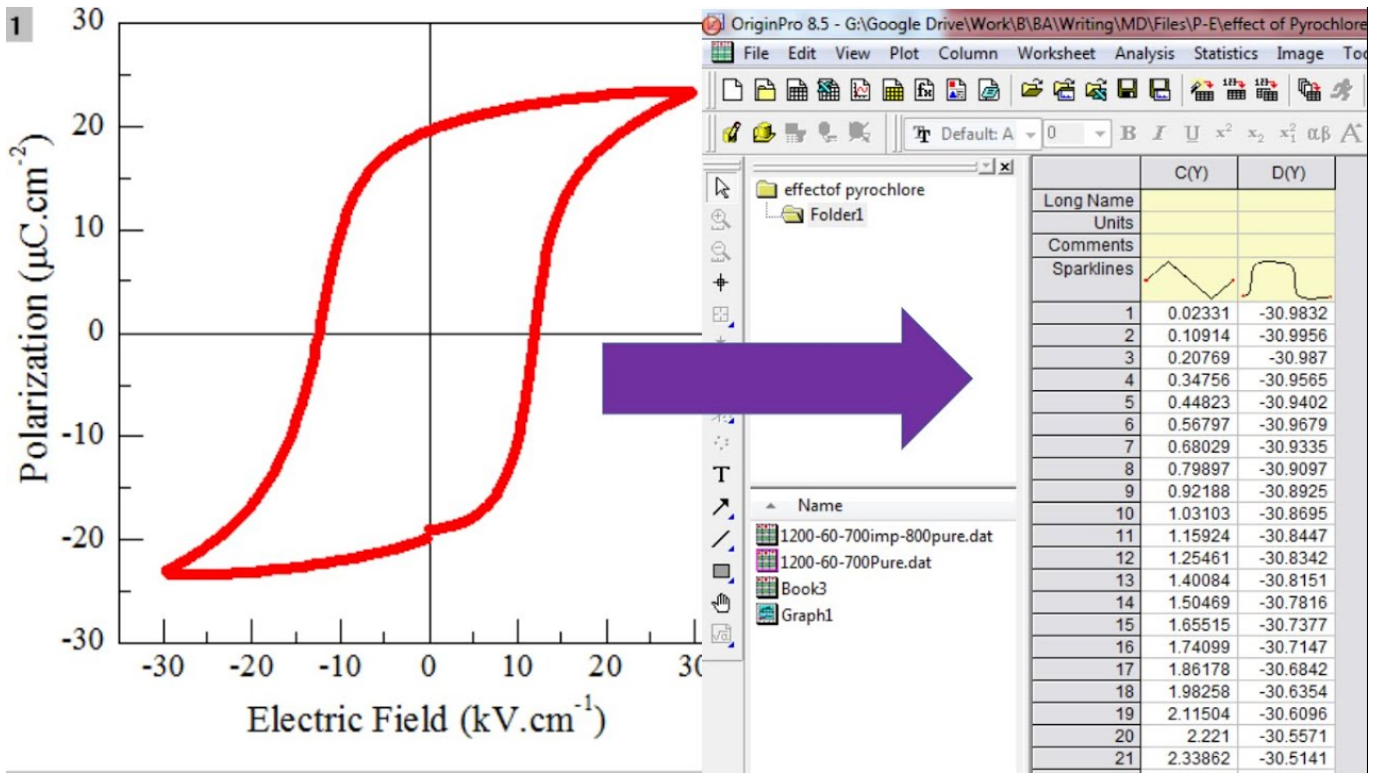 1
30
20
10
0
-10
-20
-30
Polarization (μC.cm-2)
-30 -20 -10 0 10 20 30
Electric Field (kV.cm-1)
OriginPro 8.5 - G:\Google Drive\Work\B\BA\Writing\MD\Files\P-E\effect of Pyrochlore
File Edit View Plot Column Worksheet Analysis Statistics Image Too
Default: A 0 B I U x² x₂ αβ A
effectof pyrochlore
Folder1
T
Name
1200-60-700imp-800pure.dat
1200-60-700Pure.dat
Book3
Graph1
C(Y) D(Y)
Long Name
Units
Comments
Sparklines
1 0.02331 -30.9832
2 0.10914 -30.9956
3 0.20769 -30.987
4 0.34756 -30.9565
5 0.44823 -30.9402
6 0.56797 -30.9679
7 0.68029 -30.9335
8 0.79897 -30.9097
9 0.92188 -30.8925
10 1.03103 -30.8695
11 1.15924 -30.8447
12 1.25461 -30.8342
13 1.40084 -30.8151
14 1.50469 -30.7816
15 1.65515 -30.7377
16 1.74099 -30.7147
17 1.86178 -30.6842
18 1.98258 -30.6354
19 2.11504 -30.6096
20 2.221 -30.5571
21 2.33862 -30.5141